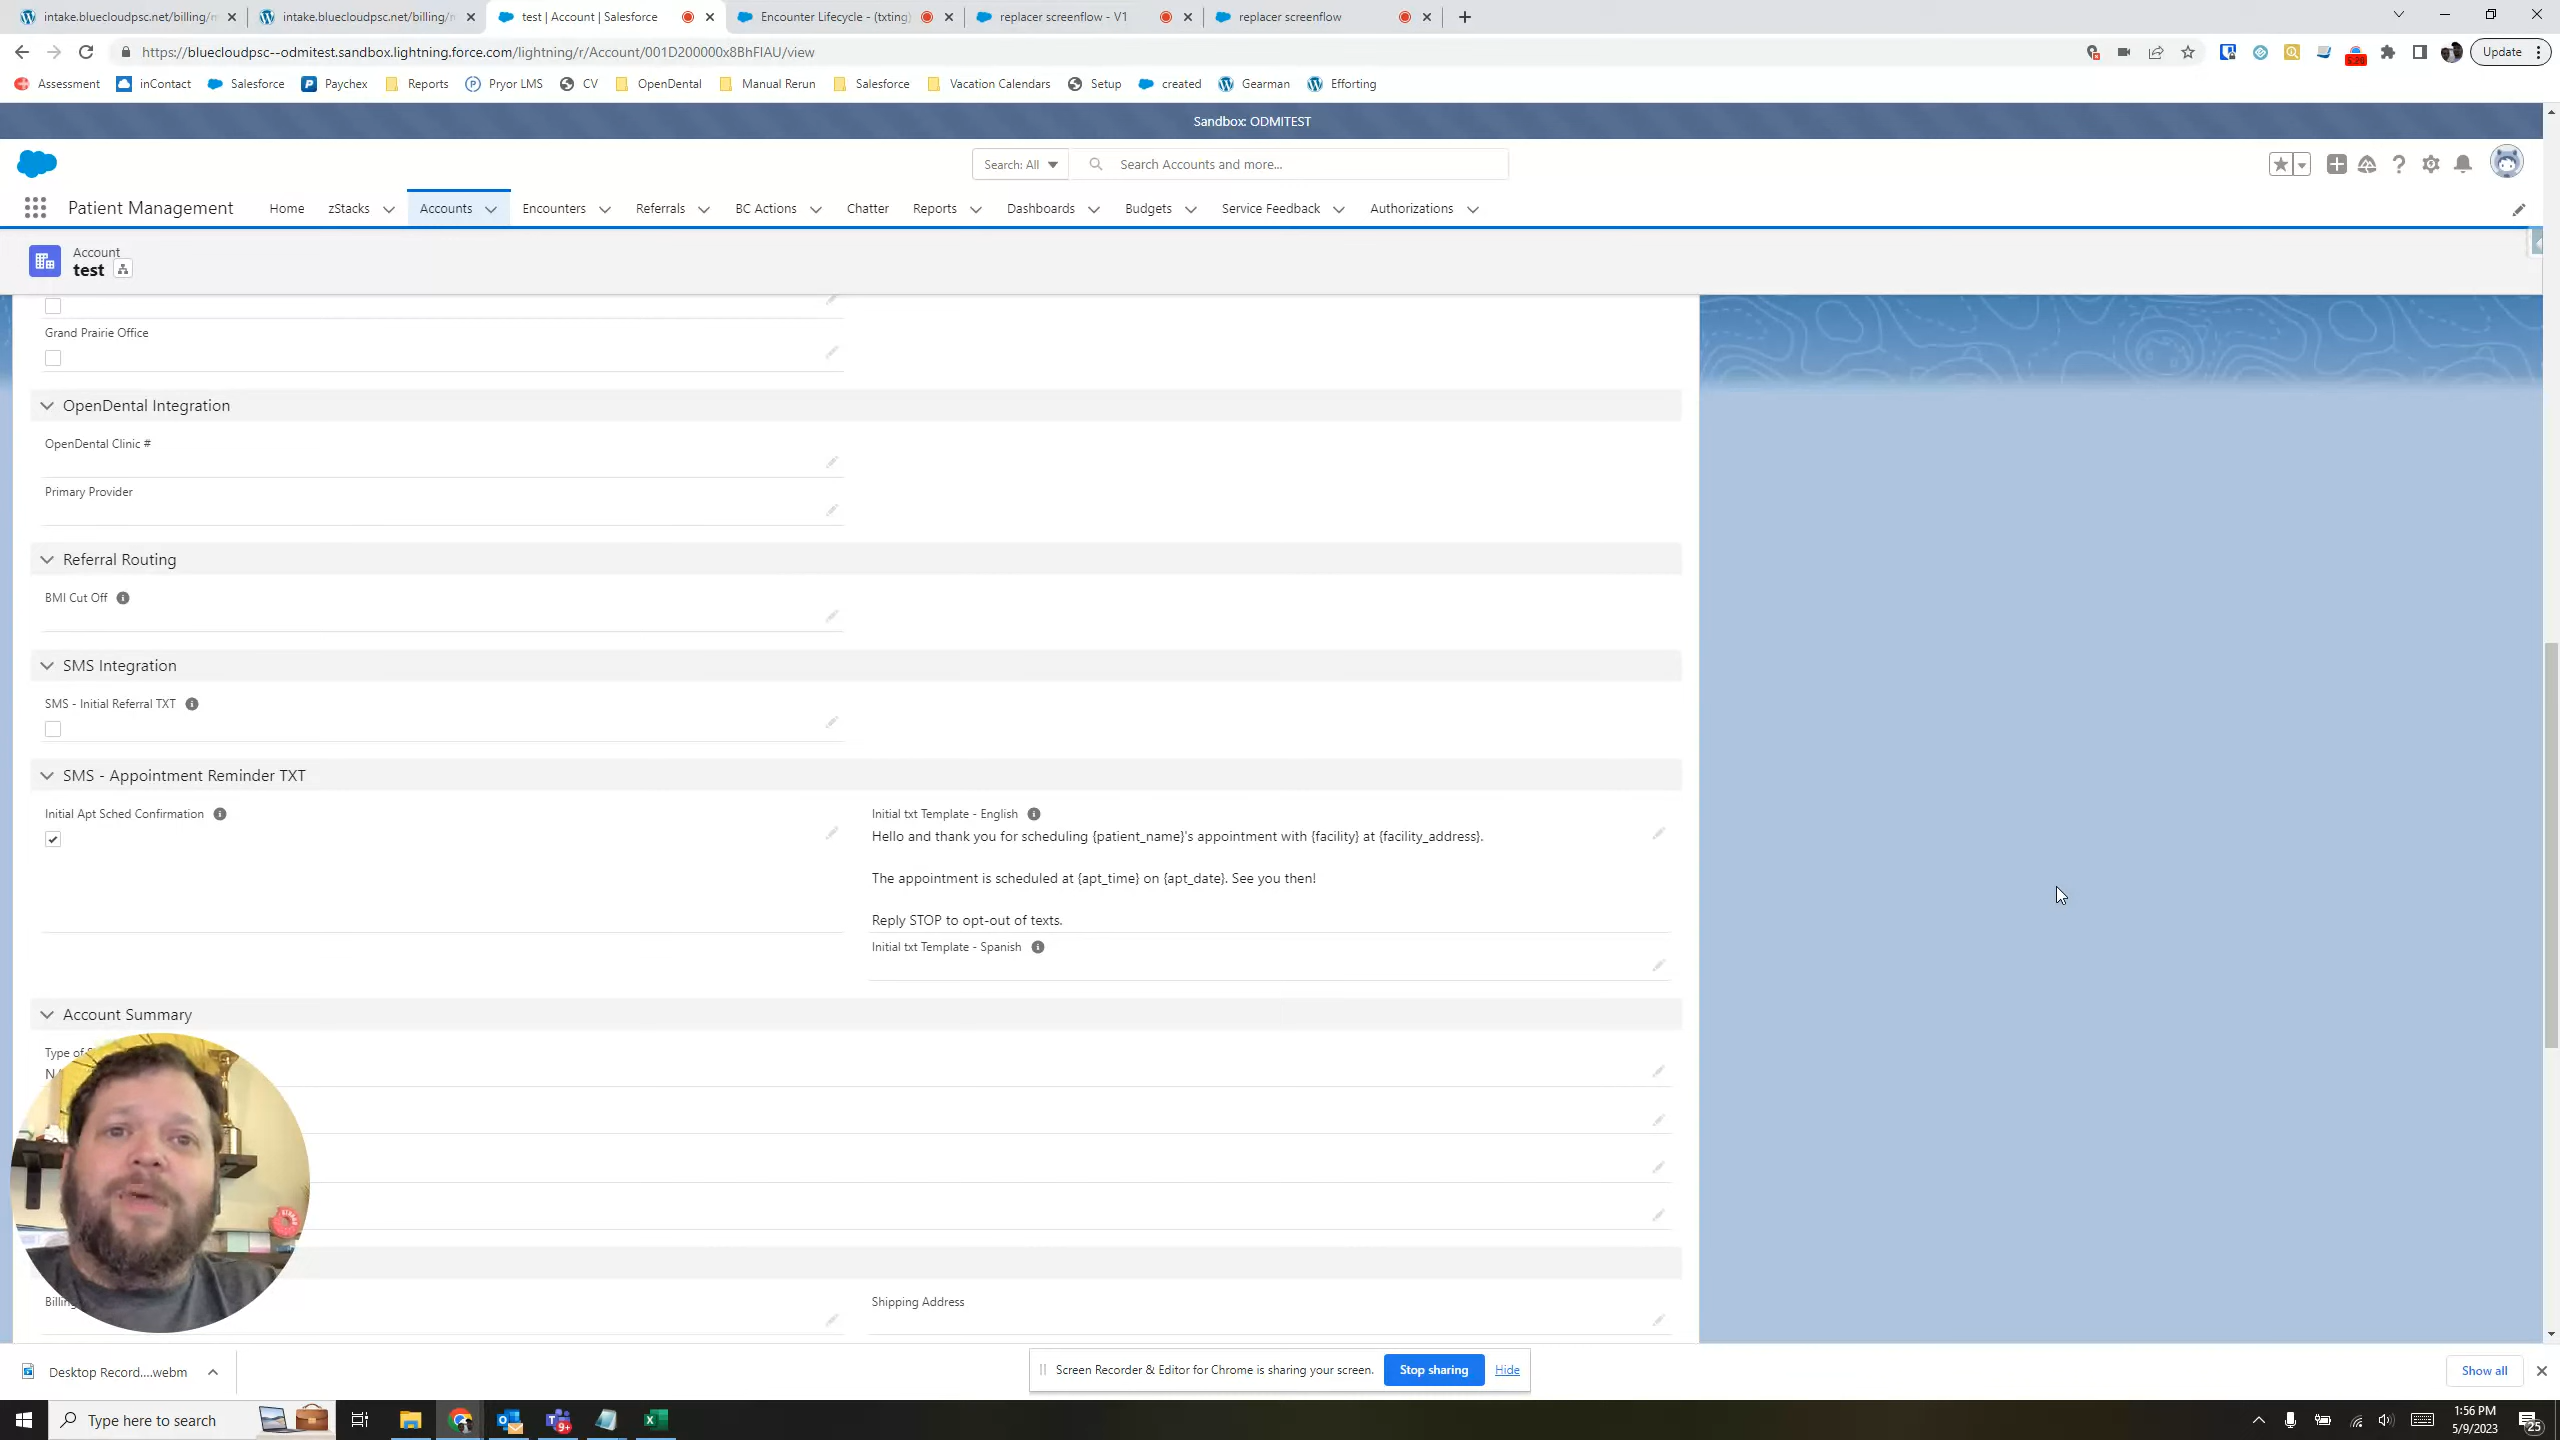 intake.bluecloudpsc.net/billing/
intake.bluecloudpsc.net/billing/
test | Account | Salesforce
Encounter Lifecycle - (txting)
replacer screenflow - V1
replacer screenflow
https://bluecloudpsc--odmitest.sandbox.lightning.force.com/lightning/r/Account/001D200000x8BhFIAU/view
Update
Assessment
inContact
Salesforce
Paychex
Reports
Pryor LMS
CV
OpenDental
Manual Rerun
Salesforce
Vacation Calendars
Setup
created
Gearman
Efforting
Sandbox: ODMITEST
Search: All
Search Accounts and more...
Patient Management
Home
zStacks
Accounts
Encounters
Referrals
BC Actions
Chatter
Reports
Dashboards
Budgets
Service Feedback
Authorizations
Account
test
Grand Prairie Office
OpenDental Integration
OpenDental Clinic #
Primary Provider
Referral Routing
BMI Cut Off
SMS Integration
SMS - Initial Referral TXT
SMS - Appointment Reminder TXT
Initial Apt Sched Confirmation
Initial txt Template - English
Hello and thank you for scheduling {patient_name}'s appointment with {facility} at {facility_address}.
The appointment is scheduled at {apt_time} on {apt_date}. See you then!
Reply STOP to opt-out of texts.
Initial txt Template - Spanish
Account Summary
Type of
Billing
Shipping Address
Desktop Record....webm
Screen Recorder & Editor for Chrome is sharing your screen.
Stop sharing
Hide
Show all
Type here to search
9+
1:56 PM
5/9/2023
25